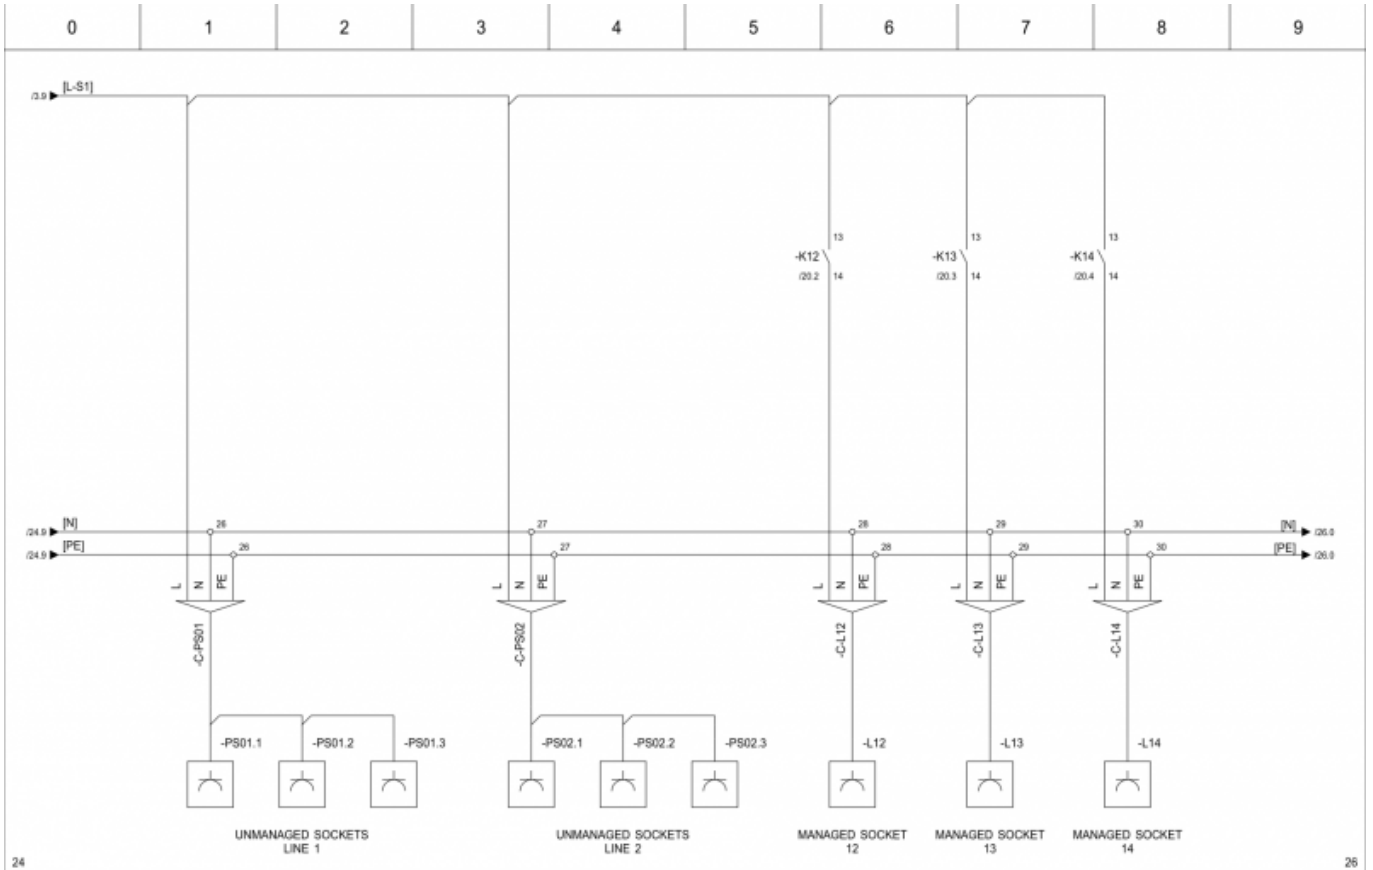 0 1 2 3 4 5 6 7 8 9
[L-S1]
/3.9
13 13 13
-K12 -K13 -K14
/20.2 14 /20.3 14 /20.4 14
[N] 26 27 28 29 30 [N]
/24.9 /26.0
[PE] 26 27 28 29 30 [PE]
/24.9 /26.0
L N PE L N PE L N PE L N PE L N PE
-C-PS01 -C-PS02 -C-L12 -C-L13 -C-L14
-PS01.1 -PS01.2 -PS01.3 -PS02.1 -PS02.2 -PS02.3 -L12 -L13 -L14
UNMANAGED SOCKETS UNMANAGED SOCKETS MANAGED SOCKET MANAGED SOCKET MANAGED SOCKET
LINE 1 LINE 2 12 13 14
24 26